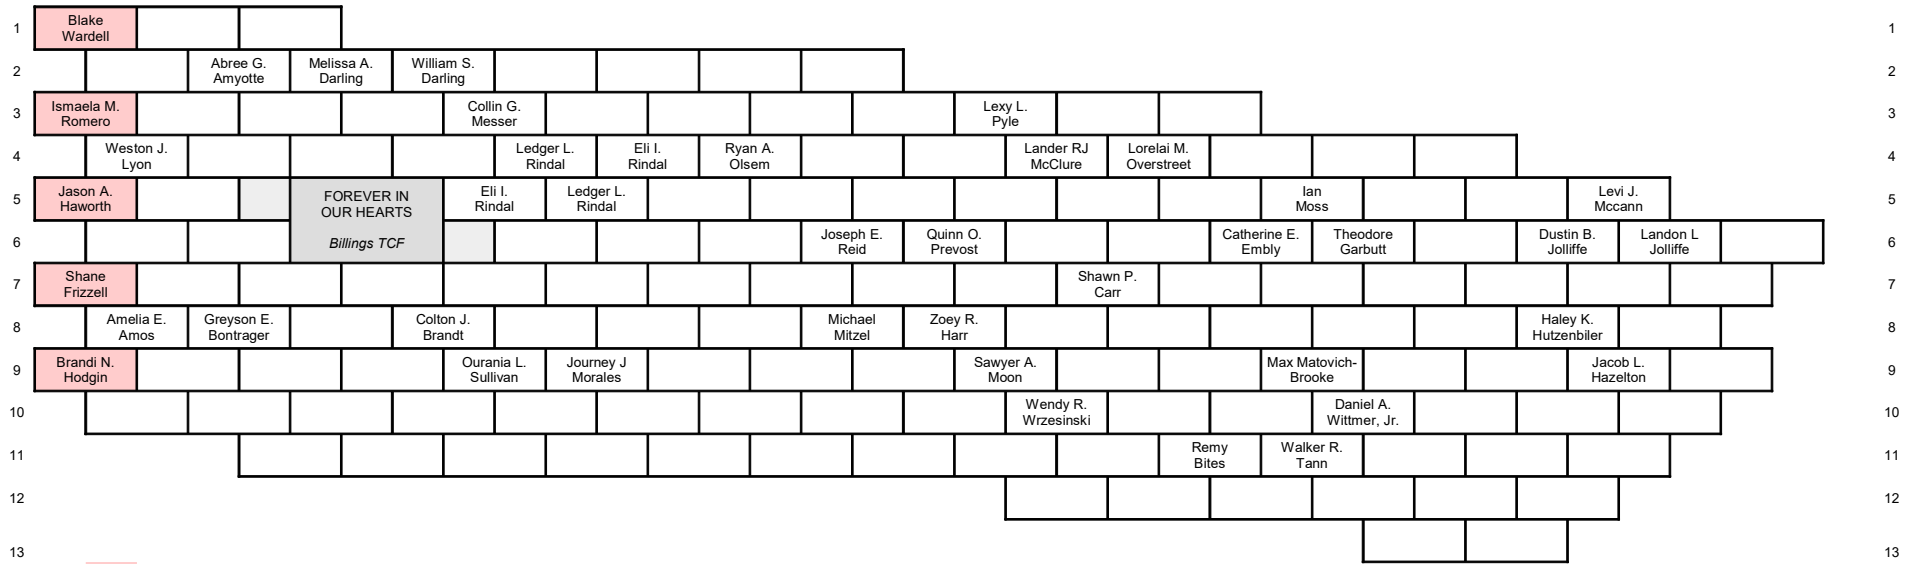 1 Blake Wardell 1
2 Abree G. Amyotte Melissa A. Darling William S. Darling 2
3 Ismaela M. Romero Collin G. Messer Lexy L. Pyle 3
4 Weston J. Lyon Ledger L. Rindal Eli I. Rindal Ryan A. Olsem Lander RJ McClure Lorelai M. Overstreet 4
5 Jason A. Haworth FOREVER IN OUR HEARTS Eli I. Rindal Ledger L. Rindal Ian Moss Levi J. Mccann 5
6 Billings TCF Joseph E. Reid Quinn O. Prevost Catherine E. Embly Theodore Garbutt Dustin B. Jolliffe Landon L Jolliffe 6
7 Shane Frizzell Shawn P. Carr 7
8 Amelia E. Amos Greyson E. Bontrager Colton J. Brandt Michael Mitzel Zoey R. Harr Haley K. Hutzenbiler 8
9 Brandi N. Hodgin Ourania L. Sullivan Journey J Morales Sawyer A. Moon Max Matovich-Brooke Jacob L. Hazelton 9
10 Wendy R. Wrzesinski Daniel A. Wittmer, Jr. 10
11 Remy Bites Walker R. Tann 11
12 12
13 13